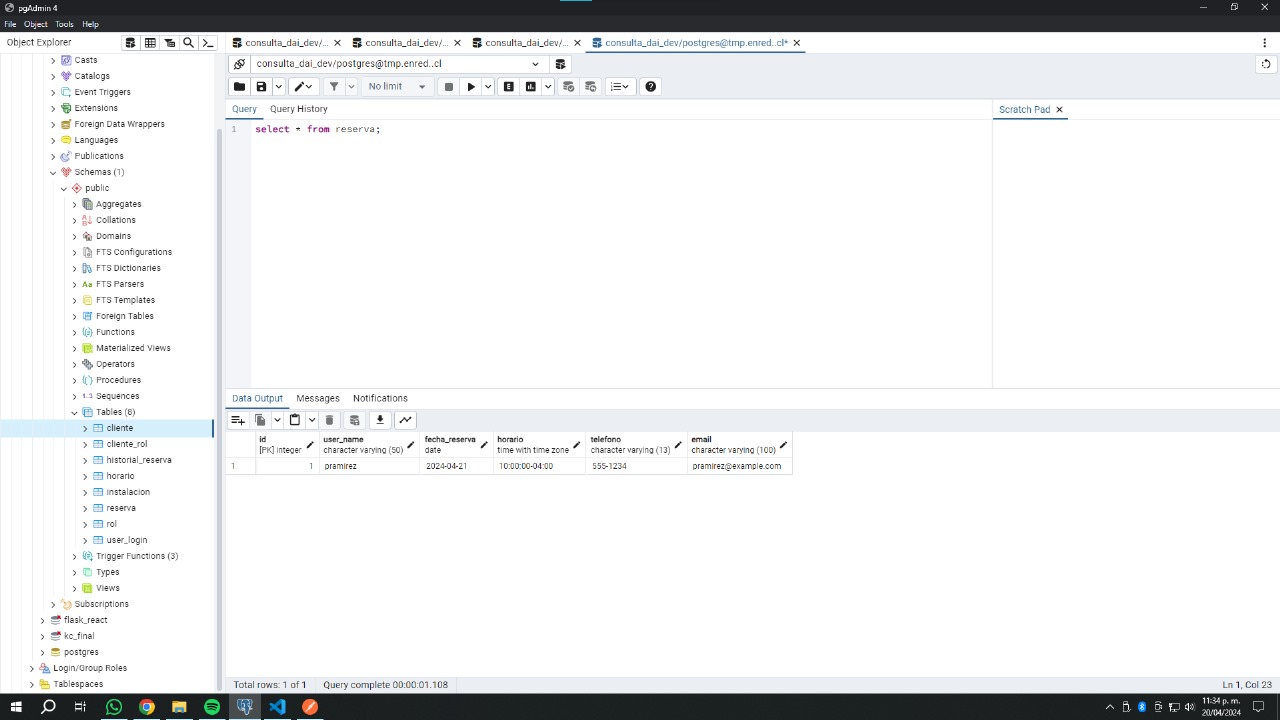 pgAdmin 4
File Object Tools Help
Object Explorer
consulta_dai_dev/...
consulta_dai_dev/...
consulta_dai_dev/...
consulta_dai_dev/postgres@tmp.enred..cl*
consulta_dai_dev/postgres@tmp.enred..cl
No limit
Query Query History
Scratch Pad
1 select * from reserva;
Casts
Catalogs
Event Triggers
Extensions
Foreign Data Wrappers
Languages
Publications
Schemas (1)
public
Aggregates
Collations
Domains
FTS Configurations
FTS Dictionaries
Aa FTS Parsers
FTS Templates
Foreign Tables
Functions
Materialized Views
Operators
Procedures
1..3 Sequences
Tables (8)
cliente
cliente_rol
historial_reserva
horario
instalacion
reserva
rol
user_login
Trigger Functions (3)
Types
Views
Subscriptions
flask_react
kc_final
postgres
Login/Group Roles
Tablespaces
Data Output Messages Notifications
id user_name fecha_reserva horario telefono email
[PK] integer character varying (50) date time with time zone character varying (13) character varying (100)
1 1 pramirez 2024-04-21 10:00:00-04:00 555-1234 pramirez@example.com
Total rows: 1 of 1 Query complete 00:00:01.108 Ln 1, Col 23
11:34 p. m.
20/04/2024